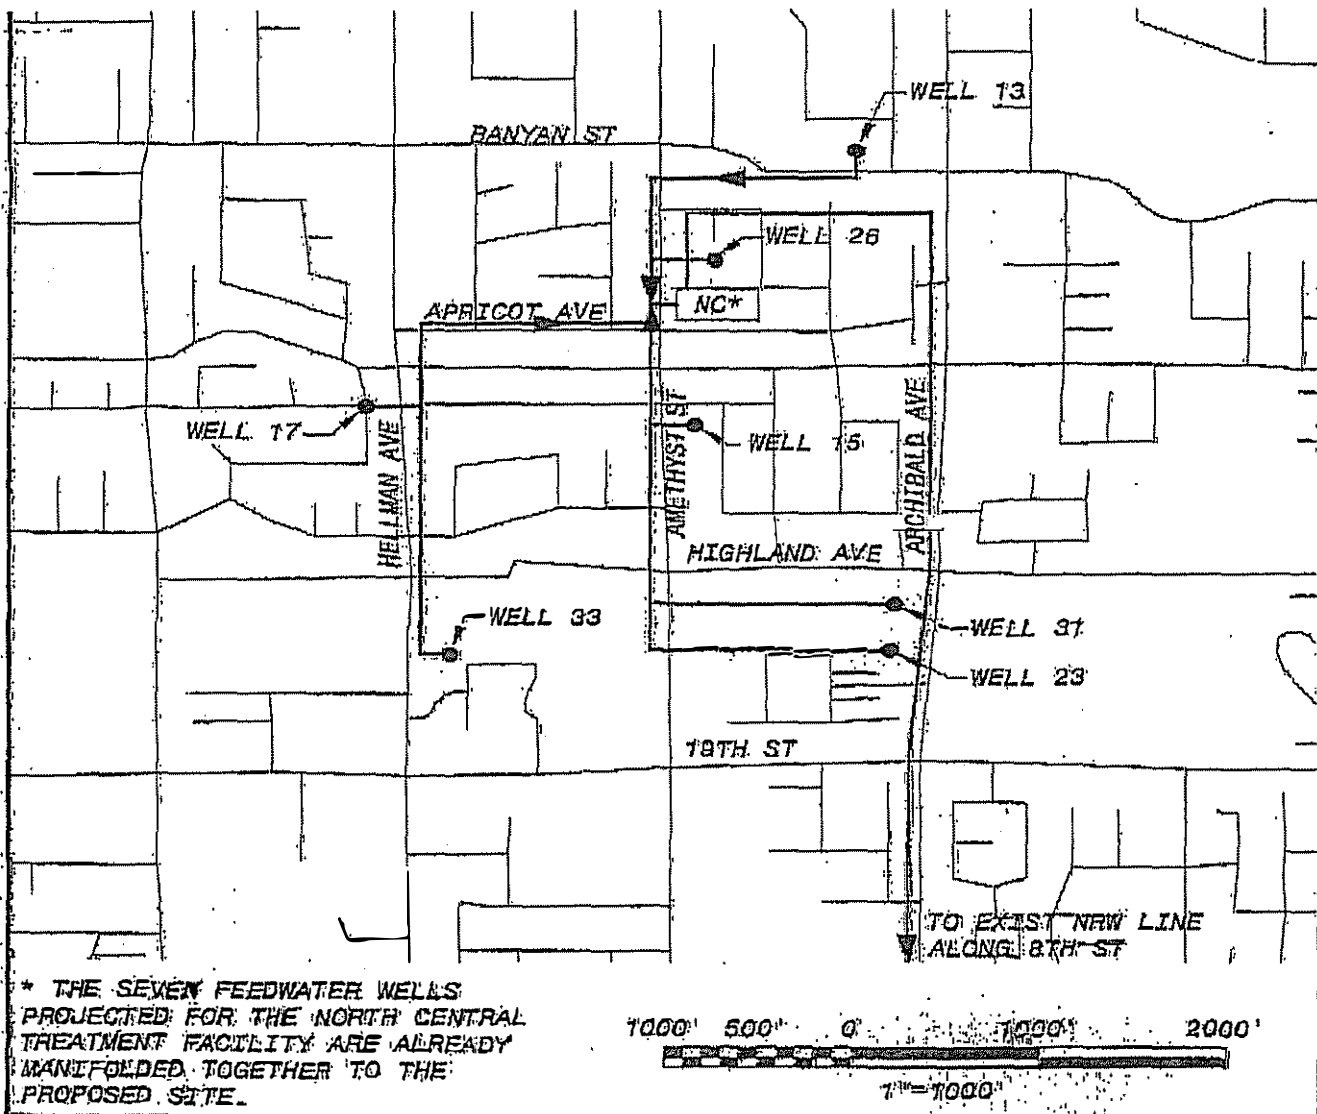 WELL 13
BANYAN ST
WELL 26
NC*
APRICOT AVE
WELL 17
HELLMAN AVE
AMETHYST ST
WELL 15
ARCHIBALD AVE
HIGHLAND AVE
WELL 33
WELL 31
WELL 23
19TH ST
TO EXIST NRW LINE
ALONG 8TH ST
* THE SEVEN FEEDWATER WELLS
PROJECTED FOR THE NORTH CENTRAL
TREATMENT FACILITY ARE ALREADY
MANIFOLDED TOGETHER TO THE
PROPOSED SITE.
1000' 500' 0' 1000' 2000'
1"=1000'